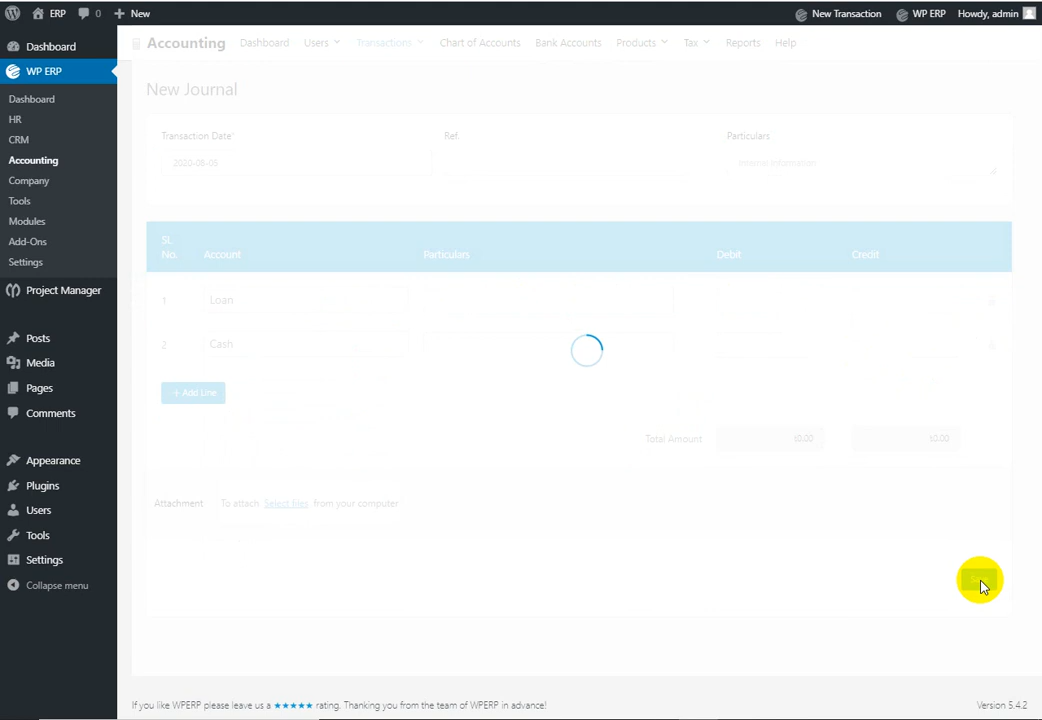 ERP 0 New New Transaction WP ERP Howdy, admin
Accounting Dashboard Users Transactions Chart of Accounts Bank Accounts Products Tax Reports Help
Dashboard
WP ERP
Dashboard
HR
CRM
Accounting
Company
Tools
Modules
Add-Ons
Settings
Project Manager
Posts
Media
Pages
Comments
Appearance
Plugins
Users
Tools
Settings
Collapse menu
New Journal
Transaction Date* Ref. Particulars
2020-08-05 Internal Information
SL
No. Account Particulars Debit Credit
1 Loan
2 Cash
+ Add Line
Total Amount 0.00 0.00
Attachment To attach Select files from your computer
If you like WPERP please leave us a ★★★★★ rating. Thanking you from the team of WPERP in advance! Version 5.4.2